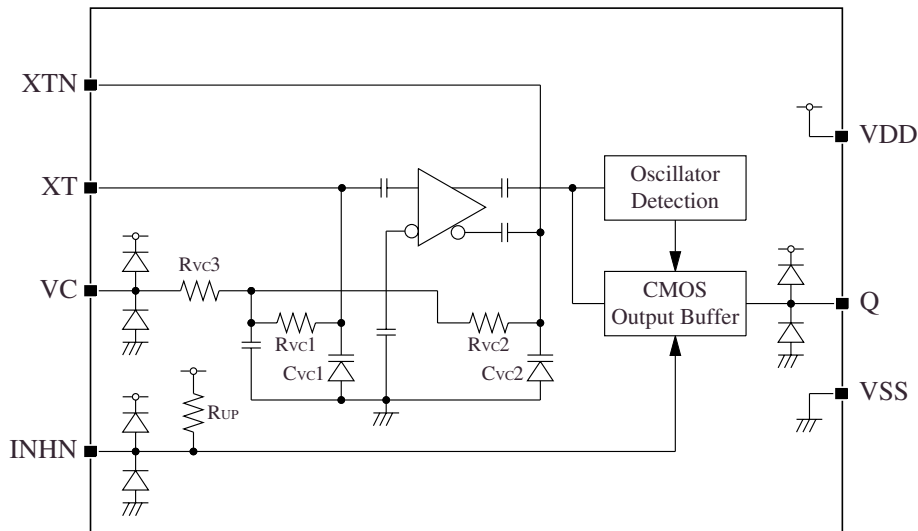 XTN
VDD
XT
Oscillator
Detection
RVC3
VC
CMOS
Output Buffer
Q
RVC1
RVC2
CVC1
CVC2
VSS
RUP
INHN